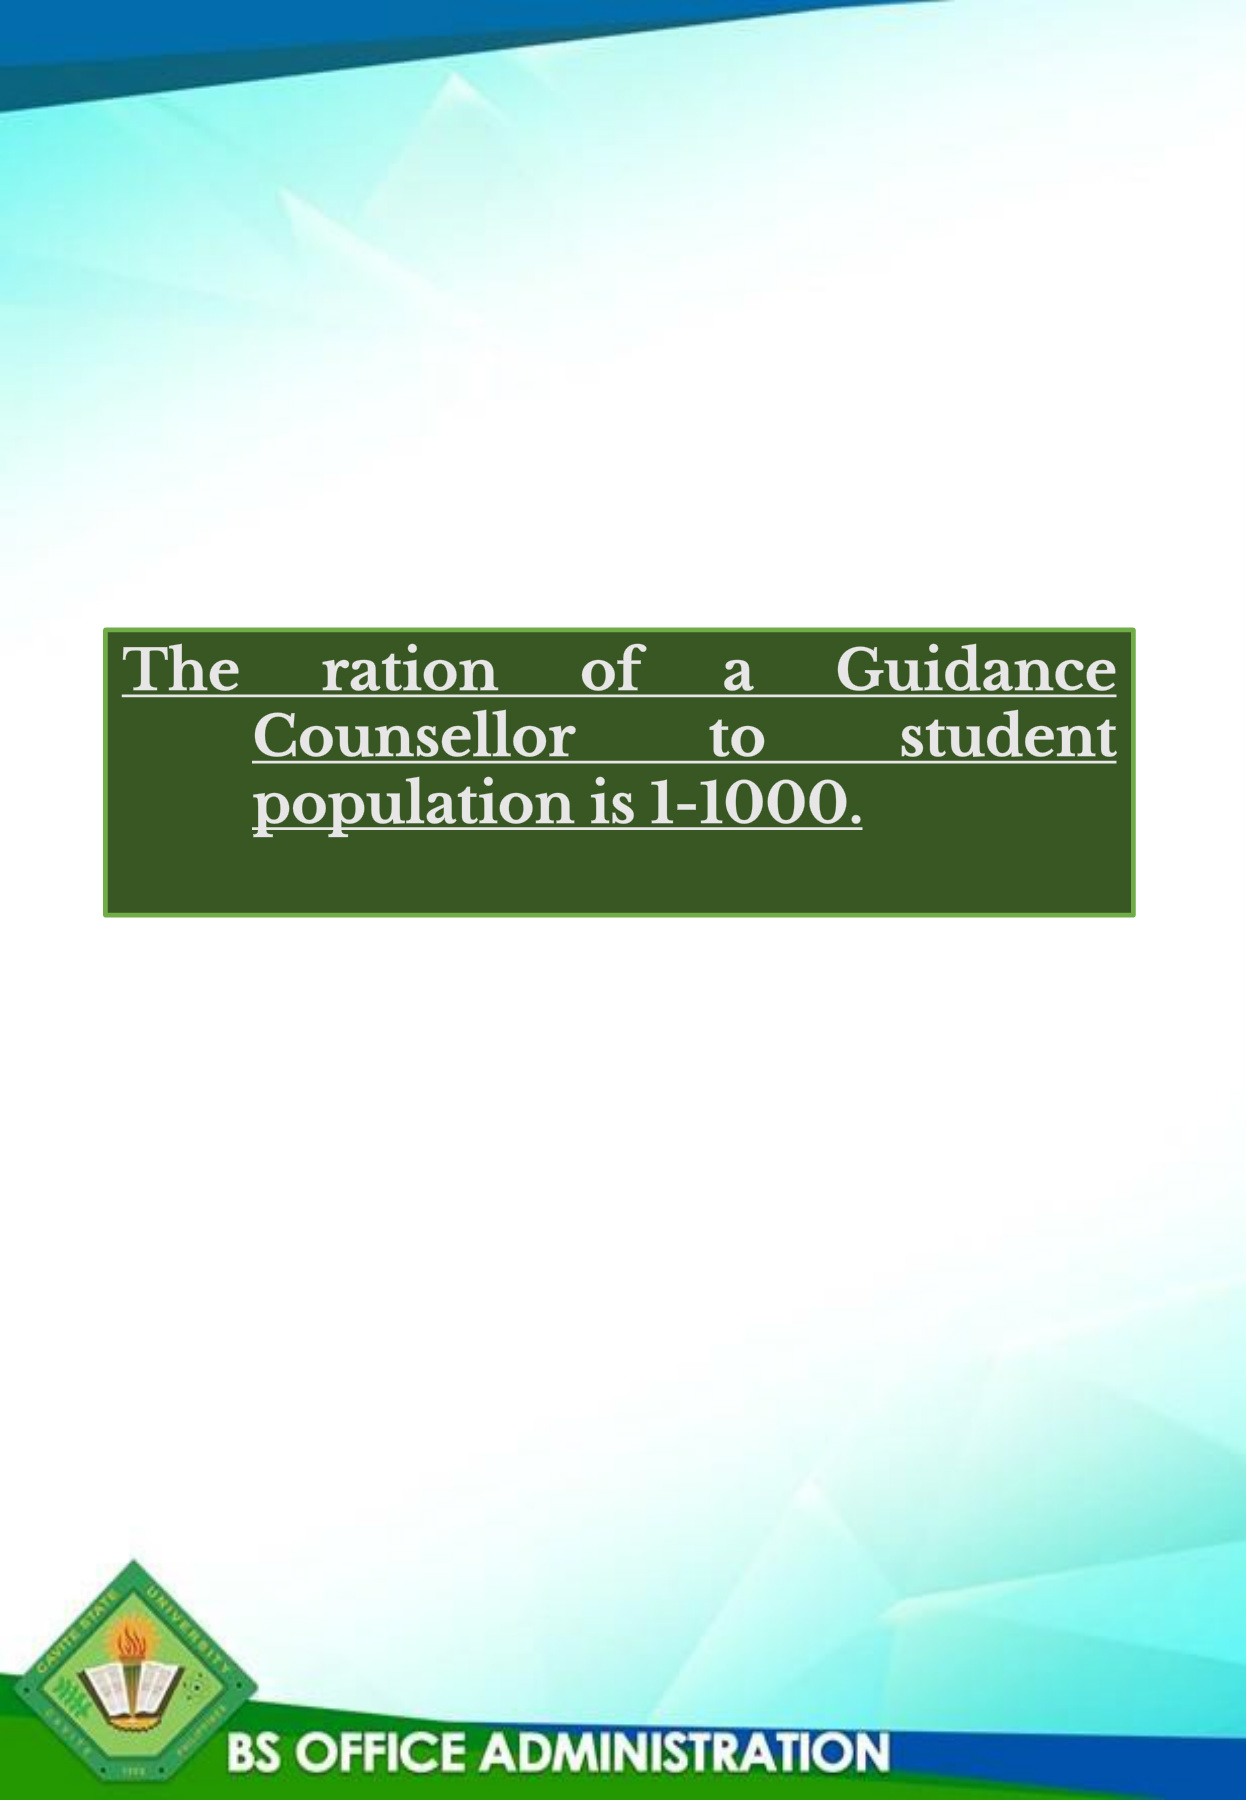 The ration of a Guidance
Counsellor to student
population is 1-1000.
CAVITE STATE UNIVERSITY
CAVITE
PHILIPPINES
BS OFFICE ADMINISTRATION